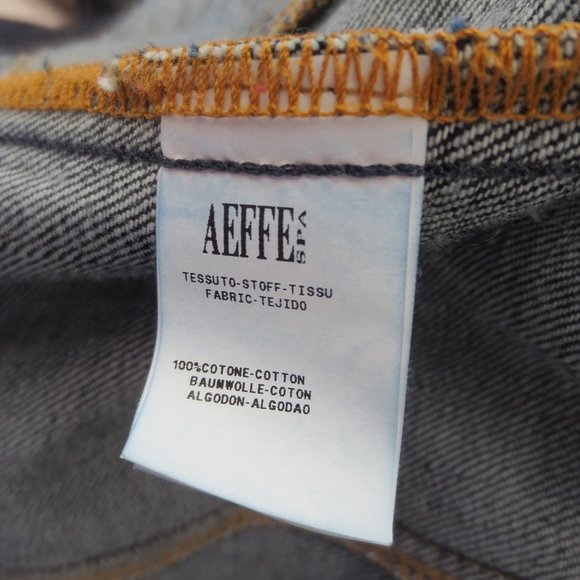 AEFFE SPA
TESSUTO-STOFF-TISSU
FABRIC-TEJIDO
100%COTONE-COTTON
BAUMWOLLE-COTON
ALGODON-ALGODAO